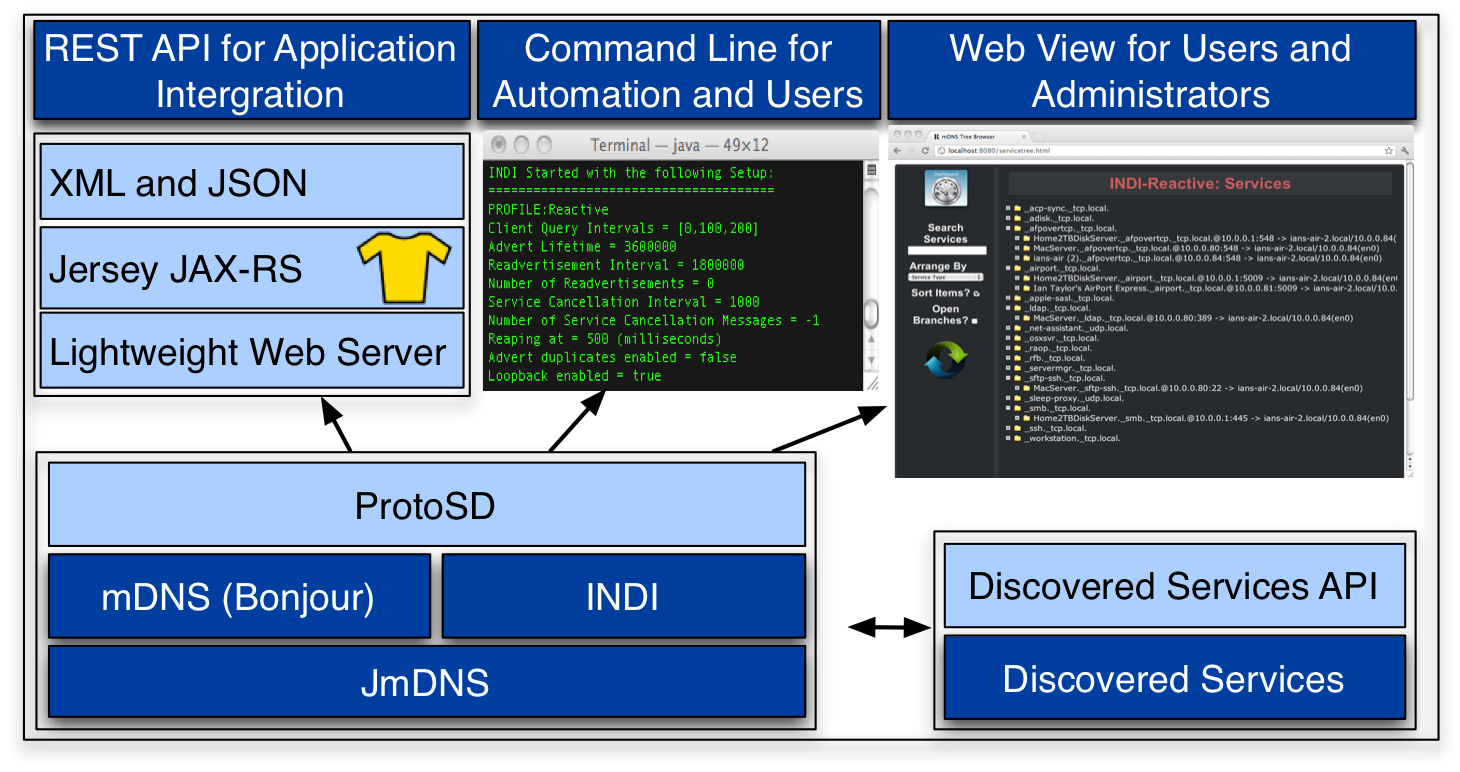 REST API for Application
Intergration
Command Line for
Automation and Users
Web View for Users and
Administrators
XML and JSON
Jersey JAX-RS
Lightweight Web Server
Terminal — java — 49×12
INDI Started with the following Setup:
======================================
PROFILE:Reactive
Client Query Intervals = [0,100,200]
Advert Lifetime = 3600000
Readvertisement Interval = 1800000
Number of Readvertisements = 0
Service Cancellation Interval = 1000
Number of Service Cancellation Messages = -1
Reaping at = 500 (milliseconds)
Advert duplicates enabled = false
Loopback enabled = true
mDNS Tree Browser
localhost:8080/servicetree.html
Dashboard
Search
Services
Arrange By
Service Type
Sort Items?
Open
Branches?
INDI-Reactive: Services
_acp-sync._tcp.local.
_adisk._tcp.local.
_afpovertcp._tcp.local.
Home2TBDiskServer._afpovertcp._tcp.local.@10.0.0.1:548 -> ians-air-2.local/10.0.0.84(
MacServer._afpovertcp._tcp.local.@10.0.0.80:548 -> ians-air-2.local/10.0.0.84(en0)
ians-air (2)._afpovertcp._tcp.local.@10.0.0.84:548 -> ians-air-2.local/10.0.0.84(en0)
_airport._tcp.local.
Home2TBDiskServer._airport._tcp.local.@10.0.0.1:5009 -> ians-air-2.local/10.0.0.84(en
Ian Taylor's AirPort Express._airport._tcp.local.@10.0.0.81:5009 -> ians-air-2.local/10.0.
_apple-sasl._tcp.local.
_ldap._tcp.local.
MacServer._ldap._tcp.local.@10.0.0.80:389 -> ians-air-2.local/10.0.0.84(en0)
_net-assistant._udp.local.
_osxsvr._tcp.local.
_raop._tcp.local.
_rfb._tcp.local.
_servermgr._tcp.local.
_sftp-ssh._tcp.local.
MacServer._sftp-ssh._tcp.local.@10.0.0.80:22 -> ians-air-2.local/10.0.0.84(en0)
_sleep-proxy._udp.local.
_smb._tcp.local.
Home2TBDiskServer._smb._tcp.local.@10.0.0.1:445 -> ians-air-2.local/10.0.0.84(en0)
_ssh._tcp.local.
_workstation._tcp.local.
ProtoSD
mDNS (Bonjour)
INDI
JmDNS
Discovered Services API
Discovered Services